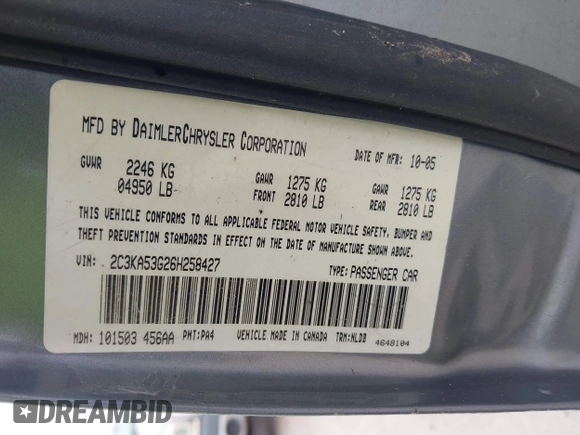 MFD BY DAIMLERCHRYSLER CORPORATION DATE OF MFR: 10-05
GVWR 2246 KG 04950 LB GAWR FRONT 1275 KG 2810 LB GAWR REAR 1275 KG 2810 LB
THIS VEHICLE CONFORMS TO ALL APPLICABLE FEDERAL MOTOR VEHICLE SAFETY, BUMPER AND
THEFT PREVENTION STANDARDS IN EFFECT ON THE DATE OF MANUFACTURE SHOWN ABOVE.
VIN: 2C3KA53G26H258427 TYPE: PASSENGER CAR
MDH: 101503 456AA PNT: PA4 VEHICLE MADE IN CANADA TRM: NLDB 4648104
DREAMBID